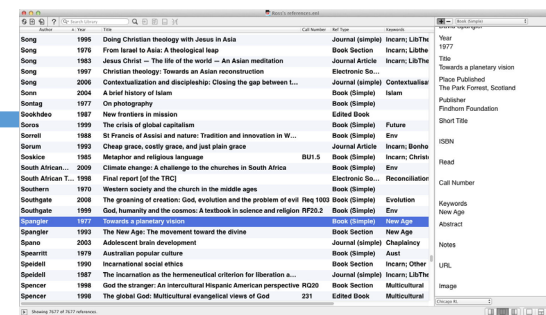 Ross's references.enl
Search Library
Book (Simple)
Author Year Title Call Number Ref Type Keywords
Song 1995 Doing Christian theology with Jesus in Asia Journal (simple) Incarn; LibThe
Song 1976 From Israel to Asia: A theological leap Book Section Incarn; Libthe
Song 1983 Jesus Christ — The life of the world — An Asian meditation Journal Article Incarn; LibThe
Song 1997 Christian theology: Towards an Asian reconstruction Electronic So...
Song 2006 Contextualization and discipleship: Closing the gap between t... Journal (simple) Contextualisat
Sonn 2004 A brief history of Islam Book (Simple) Islam
Sontag 1977 On photography Book (Simple)
Sookhdeo 1987 New frontiers in mission Edited Book
Soros 1999 The crisis of global capitalism Book (Simple) Future
Sorrell 1988 St Francis of Assisi and nature: Tradition and innovation in W... Book (Simple) Env
Sorum 1993 Cheap grace, costly grace, and just plain grace Journal Article Incarn; Bonho
Soskice 1985 Metaphor and religious language BU1.5 Book (Simple) Incarn; Christo
South African... 2009 Climate change: A challenge to the churches in South Africa Book (Simple) Env
South African T... 1998 Final report [of the TRC] Electronic So... Reconciliation
Southern 1970 Western society and the church in the middle ages Book (Simple)
Southgate 2008 The groaning of creation: God, evolution and the problem of evil Req 1003 Book (Simple) Evolution
Southgate 1999 God, humanity and the cosmos: A textbook in science and religion RF20.2 Book (Simple) Env
Spangler 1977 Towards a planetary vision Book (Simple) New Age
Spangler 1993 The New Age: The movement toward the divine Book Section New Age
Spano 2003 Adolescent brain development Journal (simple) Chaplaincy
Spearritt 1979 Australian popular culture Book (Simple) Aust
Speidell 1990 Incarnational social ethics Book Section Incarn; Other
Speidell 1987 The incarnation as the hermeneutical criterion for liberation a... Journal (simple) Incarn; LibThe
Spencer 1998 God the stranger: An intercultural Hispanic American perspective RQ20 Book Section Multicultural
Spencer 1998 The global God: Multicultural evangelical views of God 231 Edited Book Multicultural
Showing 7677 of 7677 references.
Year
1977
Title
Towards a planetary vision
Place Published
The Park Forrest, Scotland
Publisher
Findhorn Foundation
Short Title
ISBN
Read
Call Number
Keywords
New Age
Abstract
Notes
URL
Image